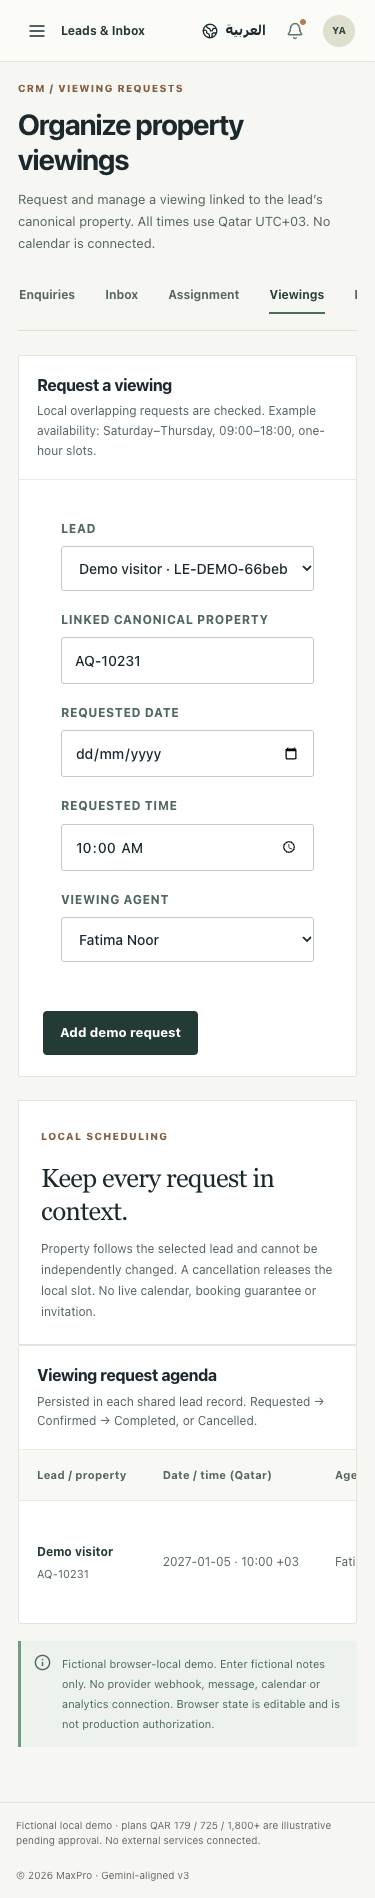 Leads & Inbox
العربية
YA
CRM / VIEWING REQUESTS
Organize property
viewings
Request and manage a viewing linked to the lead's
canonical property. All times use Qatar UTC+03. No
calendar is connected.
Enquiries Inbox Assignment Viewings
Request a viewing
Local overlapping requests are checked. Example
availability: Saturday–Thursday, 09:00–18:00, one-
hour slots.
LEAD
Demo visitor · LE-DEMO-66beb
LINKED CANONICAL PROPERTY
AQ-10231
REQUESTED DATE
dd/mm/yyyy
REQUESTED TIME
10:00 AM
VIEWING AGENT
Fatima Noor
Add demo request
LOCAL SCHEDULING
Keep every request in
context.
Property follows the selected lead and cannot be
independently changed. A cancellation releases the
local slot. No live calendar, booking guarantee or
invitation.
Viewing request agenda
Persisted in each shared lead record. Requested →
Confirmed → Completed, or Cancelled.
Lead / property Date / time (Qatar) Age
Demo visitor
AQ-10231
2027-01-05 · 10:00 +03 Fati
Fictional browser-local demo. Enter fictional notes
only. No provider webhook, message, calendar or
analytics connection. Browser state is editable and is
not production authorization.
Fictional local demo · plans QAR 179 / 725 / 1,800+ are illustrative
pending approval. No external services connected.
© 2026 MaxPro · Gemini-aligned v3